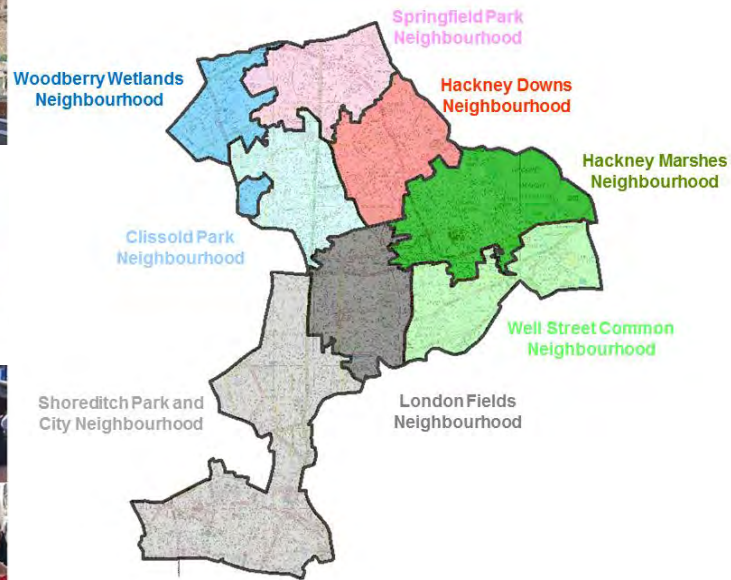 Springfield Park
Neighbourhood
Woodberry Wetlands
Neighbourhood
Hackney Downs
Neighbourhood
Hackney Marshes
Neighbourhood
Clissold Park
Neighbourhood
Well Street Common
Neighbourhood
Shoreditch Park and
City Neighbourhood
London Fields
Neighbourhood